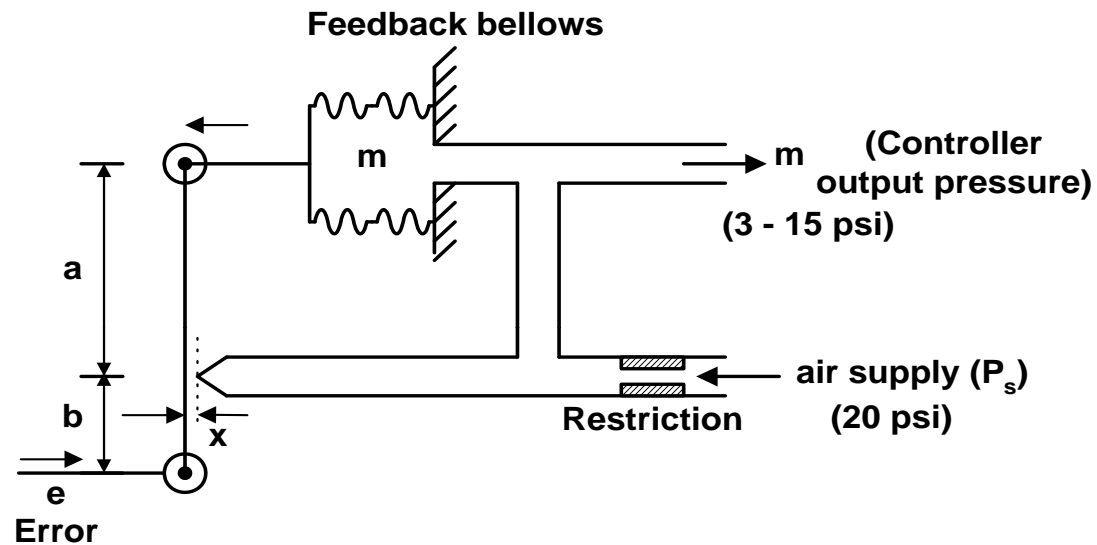 Feedback bellows
m
m
(Controller
output pressure)
(3 - 15 psi)
a
b
x
air supply (Ps)
(20 psi)
Restriction
e
Error